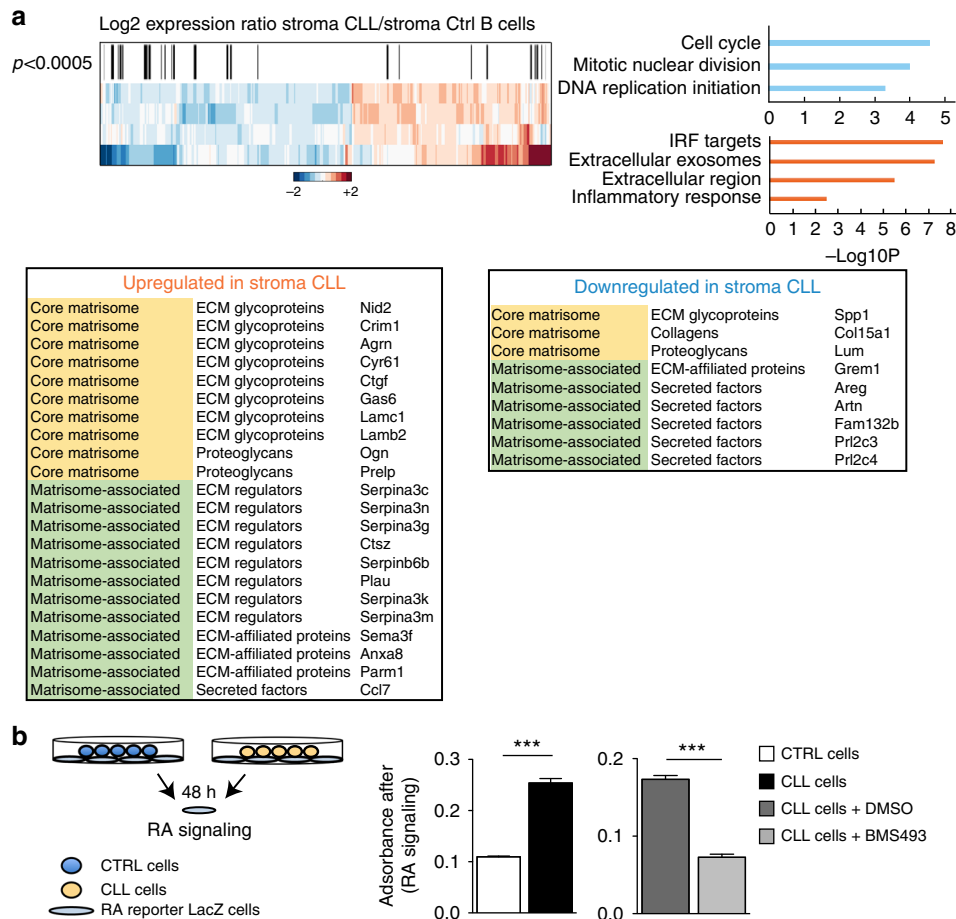 a
Log2 expression ratio stroma CLL/stroma Ctrl B cells
p<0.0005
−2 +2
Cell cycle
Mitotic nuclear division
DNA replication initiation
0 1 2 3 4 5
IRF targets
Extracellular exosomes
Extracellular region
Inflammatory response
0 1 2 3 4 5 6 7 8
−Log10P
Upregulated in stroma CLL
Core matrisome ECM glycoproteins Nid2
Core matrisome ECM glycoproteins Crim1
Core matrisome ECM glycoproteins Agrn
Core matrisome ECM glycoproteins Cyr61
Core matrisome ECM glycoproteins Ctgf
Core matrisome ECM glycoproteins Gas6
Core matrisome ECM glycoproteins Lamc1
Core matrisome ECM glycoproteins Lamb2
Core matrisome Proteoglycans Ogn
Core matrisome Proteoglycans Prelp
Matrisome-associated ECM regulators Serpina3c
Matrisome-associated ECM regulators Serpina3n
Matrisome-associated ECM regulators Serpina3g
Matrisome-associated ECM regulators Ctsz
Matrisome-associated ECM regulators Serpinb6b
Matrisome-associated ECM regulators Plau
Matrisome-associated ECM regulators Serpina3k
Matrisome-associated ECM regulators Serpina3m
Matrisome-associated ECM-affiliated proteins Sema3f
Matrisome-associated ECM-affiliated proteins Anxa8
Matrisome-associated ECM-affiliated proteins Parm1
Matrisome-associated Secreted factors Ccl7
Downregulated in stroma CLL
Core matrisome ECM glycoproteins Spp1
Core matrisome Collagens Col15a1
Core matrisome Proteoglycans Lum
Matrisome-associated ECM-affiliated proteins Grem1
Matrisome-associated Secreted factors Areg
Matrisome-associated Secreted factors Artn
Matrisome-associated Secreted factors Fam132b
Matrisome-associated Secreted factors Prl2c3
Matrisome-associated Secreted factors Prl2c4
b
48 h
RA signaling
CTRL cells
CLL cells
RA reporter LacZ cells
Adsorbance after
(RA signaling)
0.3
0.2
0.1
0.0
***
0.2
0.1
0.0
***
CTRL cells
CLL cells
CLL cells + DMSO
CLL cells + BMS493